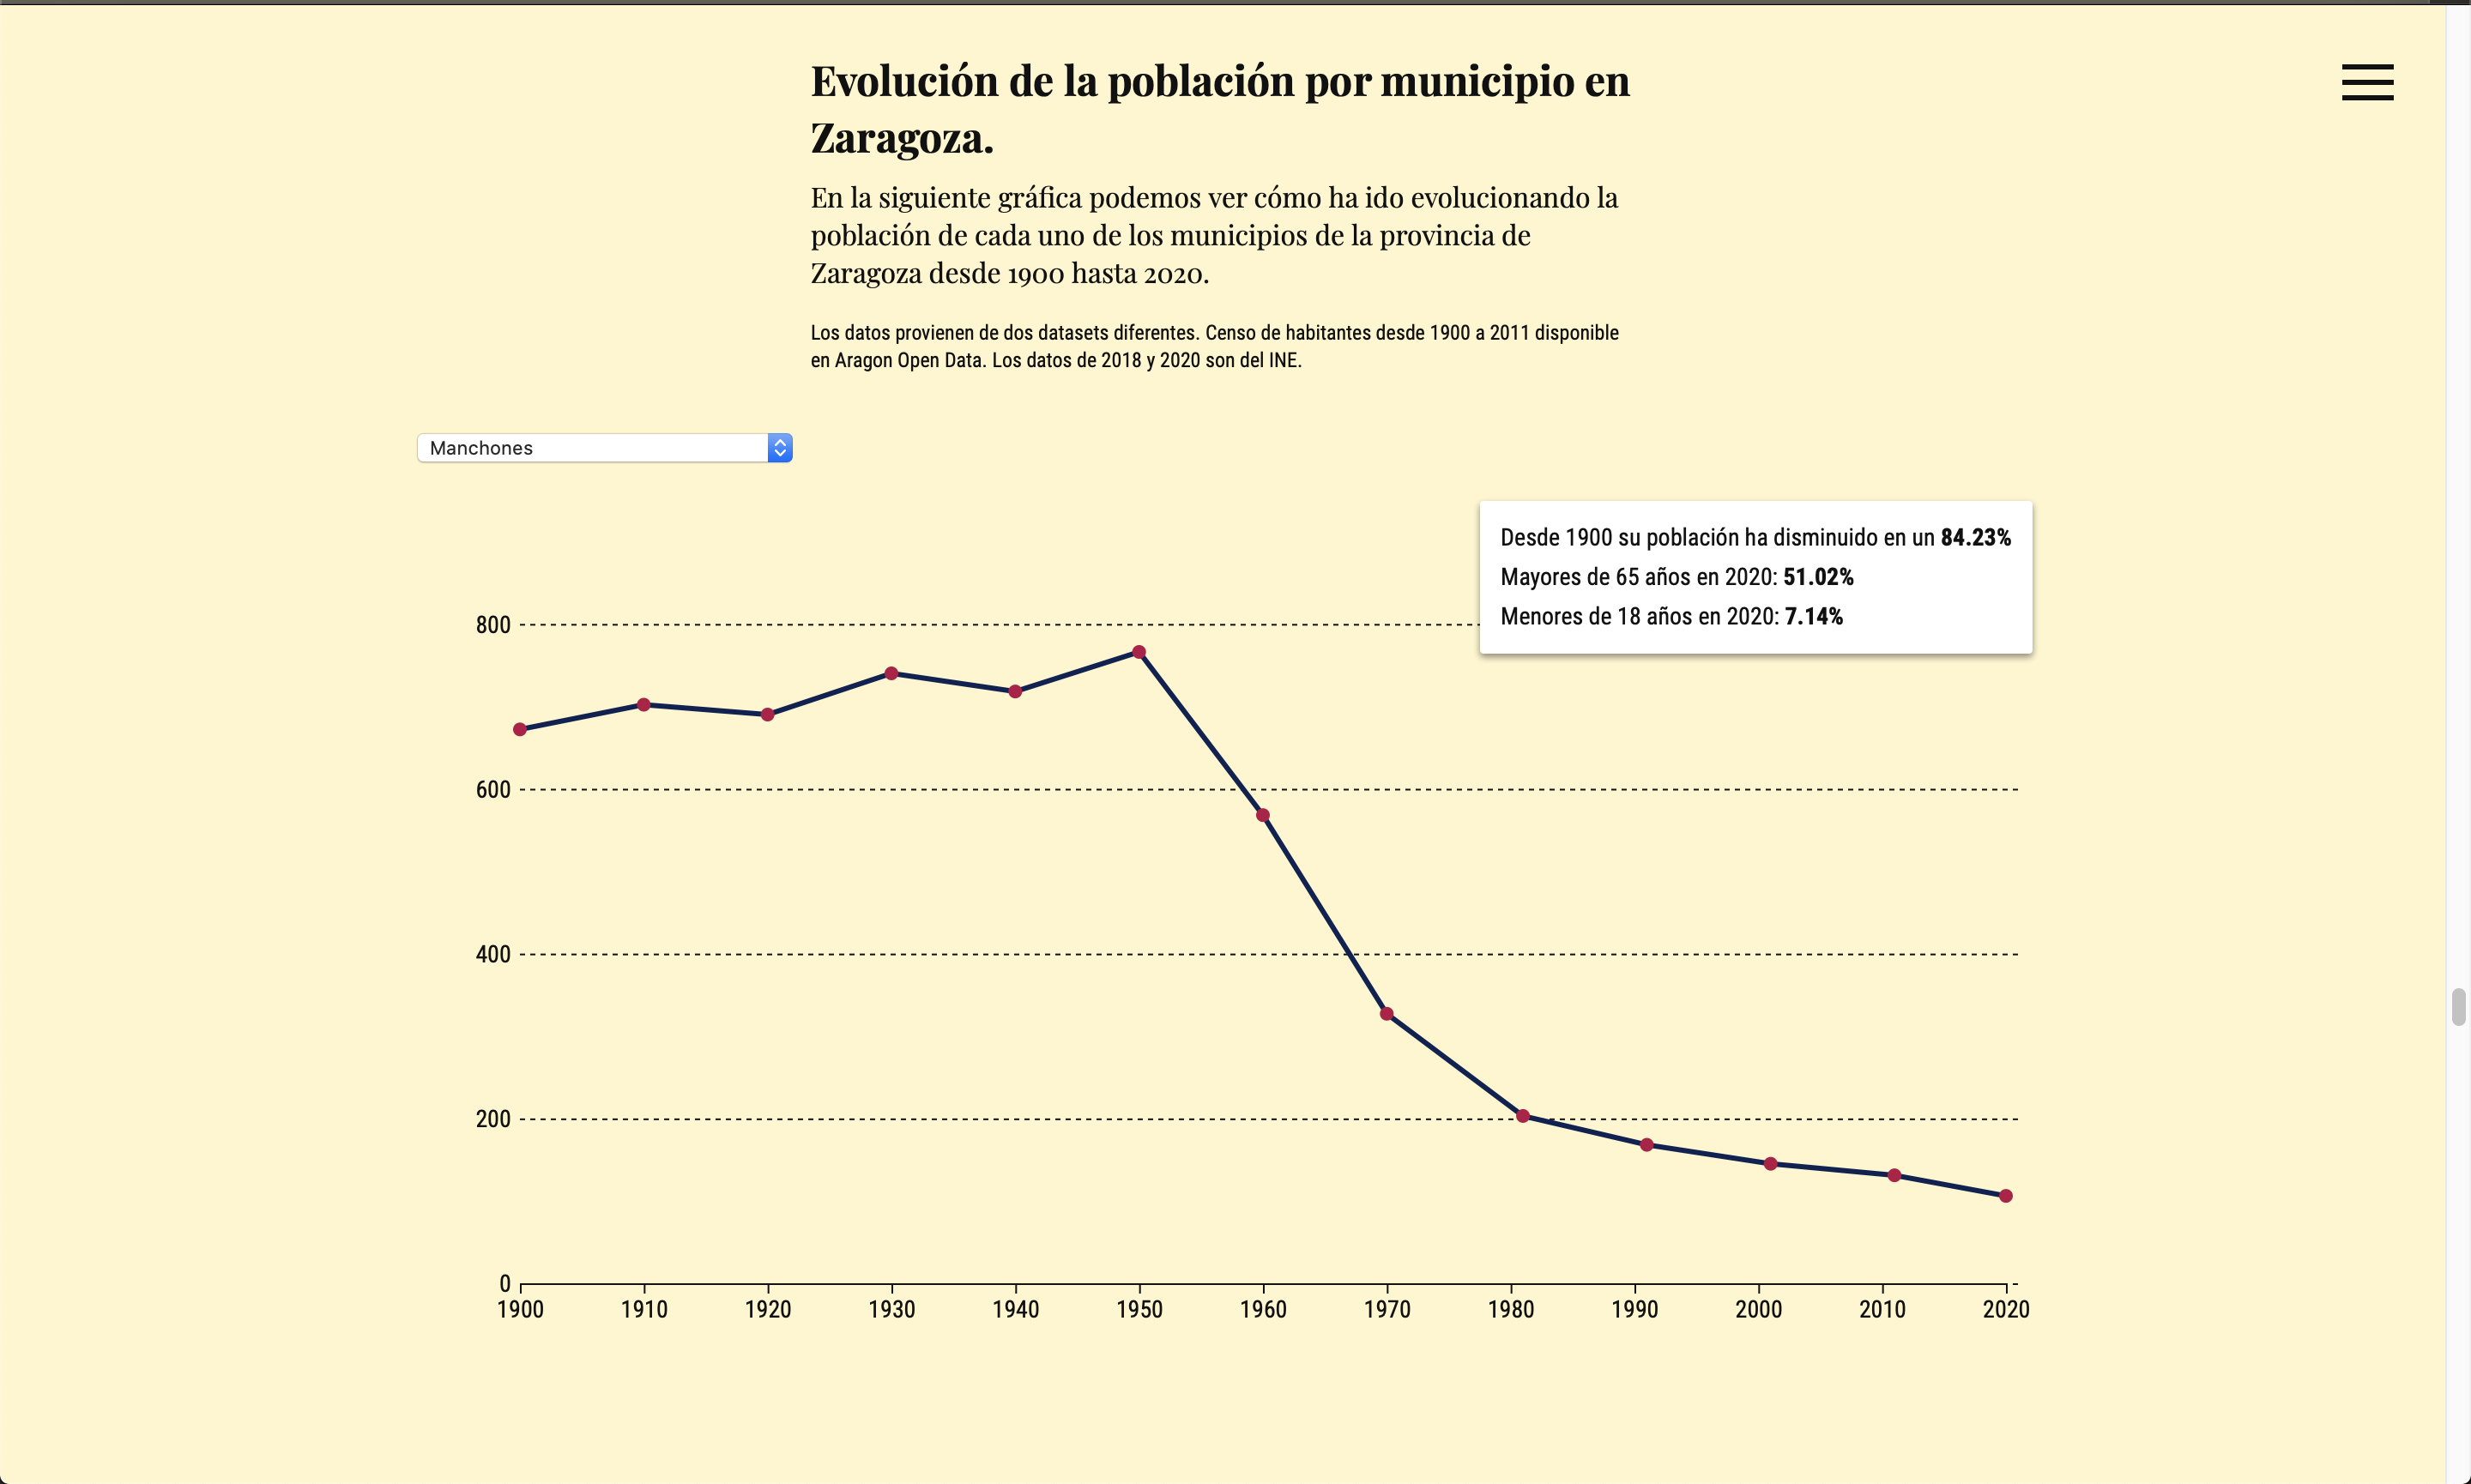 Evolución de la población por municipio en
Zaragoza.
En la siguiente gráfica podemos ver cómo ha ido evolucionando la
población de cada uno de los municipios de la provincia de
Zaragoza desde 1900 hasta 2020.
Los datos provienen de dos datasets diferentes. Censo de habitantes desde 1900 a 2011 disponible
en Aragon Open Data. Los datos de 2018 y 2020 son del INE.
Manchones
Desde 1900 su población ha disminuido en un 84.23%
Mayores de 65 años en 2020: 51.02%
Menores de 18 años en 2020: 7.14%
800
600
400
200
0
1900 1910 1920 1930 1940 1950 1960 1970 1980 1990 2000 2010 2020